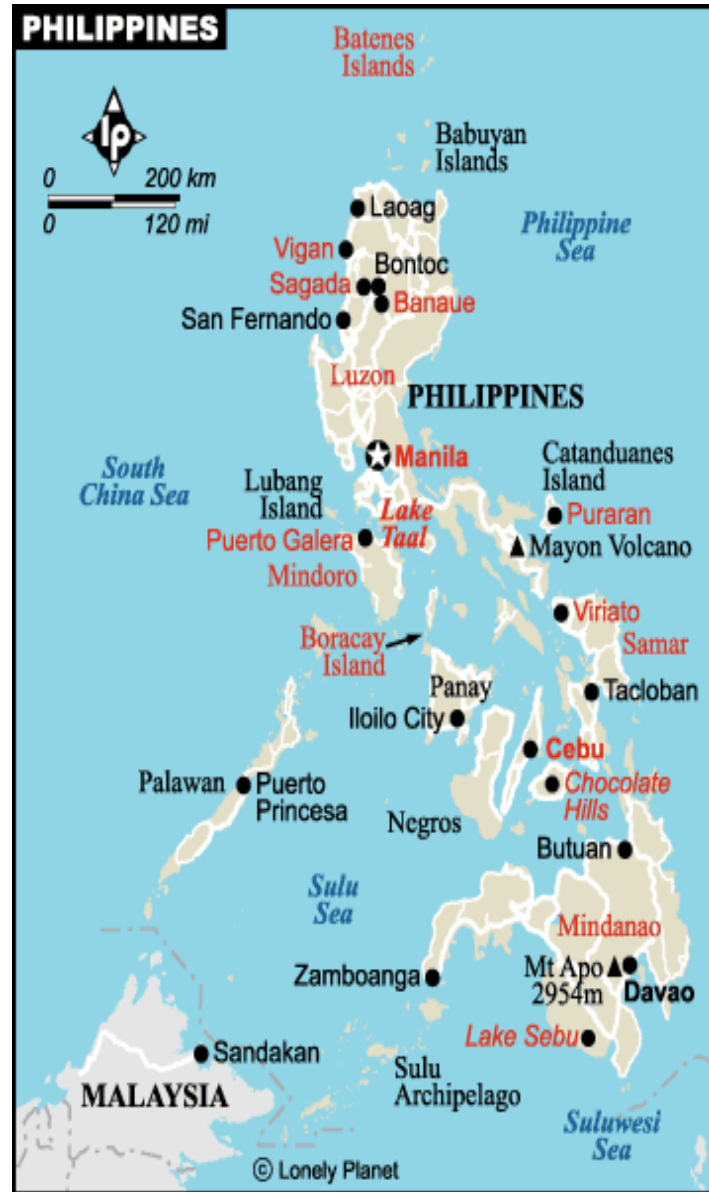 PHILIPPINES
Batenes
Islands
lp
Babuyan
Islands
0 200 km
0 120 mi
Laoag
Philippine
Sea
Vigan
Bontoc
Sagada
Banaue
San Fernando
Luzon
PHILIPPINES
Manila
South
China Sea
Catanduanes
Island
Lubang
Island
Lake
Taal
Puraran
Puerto Galera
Mayon Volcano
Mindoro
Viriato
Boracay
Island
Samar
Panay
Tacloban
Iloilo City
Cebu
Palawan
Puerto
Princesa
Chocolate
Hills
Negros
Butuan
Sulu
Sea
Mindanao
Zamboanga
Mt Apo
2954m
Davao
Lake Sebu
Sandakan
Sulu
Archipelago
MALAYSIA
Suluwesi
Sea
© Lonely Planet